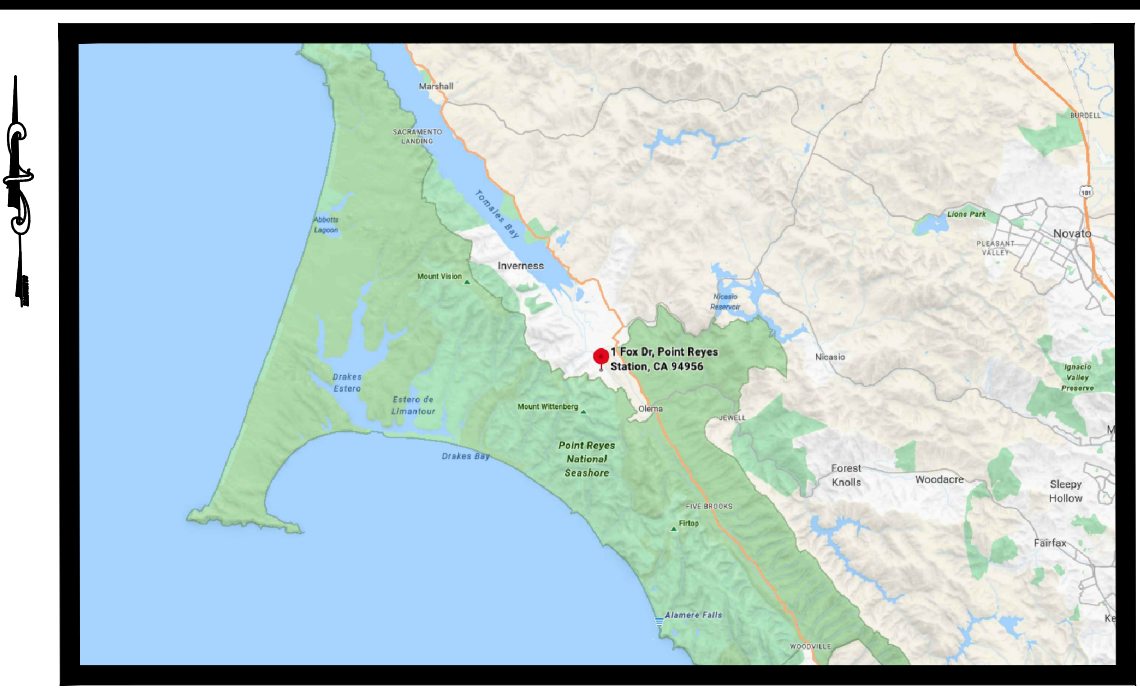 Marshall
BURDELL
SACRAMENTO
LANDING
101
Tomales Bay
Lions Park
Abbotts
Lagoon
Novato
PLEASANT
VALLEY
Inverness
Mount Vision
Nicasio
Reservoir
1 Fox Dr, Point Reyes
Station, CA 94956
Nicasio
Ignacio
Valley
Preserve
Drakes
Estero
Estero de
Limantour
Mount Wittenberg
Olema
JEWELL
M
Drakes Bay
Point Reyes
National
Seashore
Forest
Knolls
Woodacre
Sleepy
Hollow
FIVE BROOKS
Firtop
Fairfax
Alamere Falls
Ke
WOODVILLE